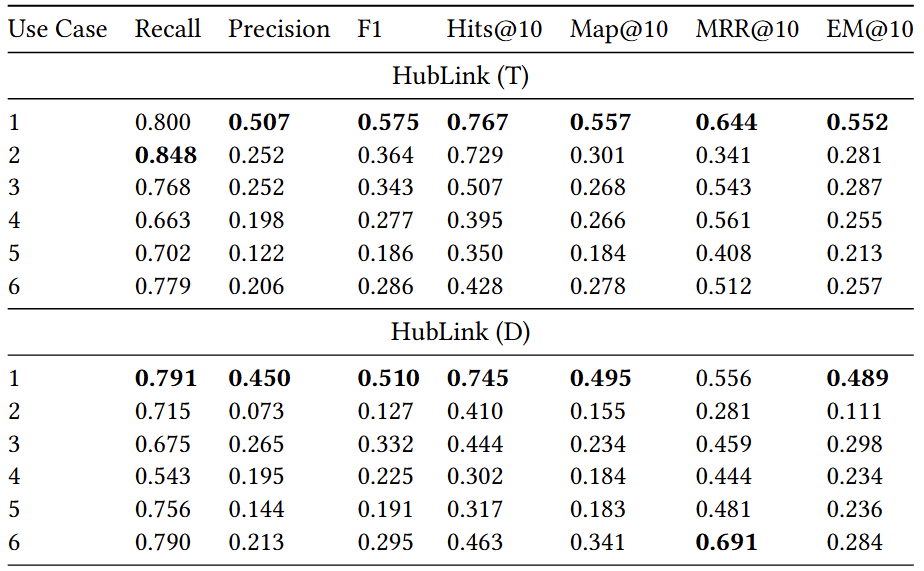 Use Case Recall Precision F1 Hits@10 Map@10 MRR@10 EM@10
HubLink (T)
1 0.800 0.507 0.575 0.767 0.557 0.644 0.552
2 0.848 0.252 0.364 0.729 0.301 0.341 0.281
3 0.768 0.252 0.343 0.507 0.268 0.543 0.287
4 0.663 0.198 0.277 0.395 0.266 0.561 0.255
5 0.702 0.122 0.186 0.350 0.184 0.408 0.213
6 0.779 0.206 0.286 0.428 0.278 0.512 0.257
HubLink (D)
1 0.791 0.450 0.510 0.745 0.495 0.556 0.489
2 0.715 0.073 0.127 0.410 0.155 0.281 0.111
3 0.675 0.265 0.332 0.444 0.234 0.459 0.298
4 0.543 0.195 0.225 0.302 0.184 0.444 0.234
5 0.756 0.144 0.191 0.317 0.183 0.481 0.236
6 0.790 0.213 0.295 0.463 0.341 0.691 0.284